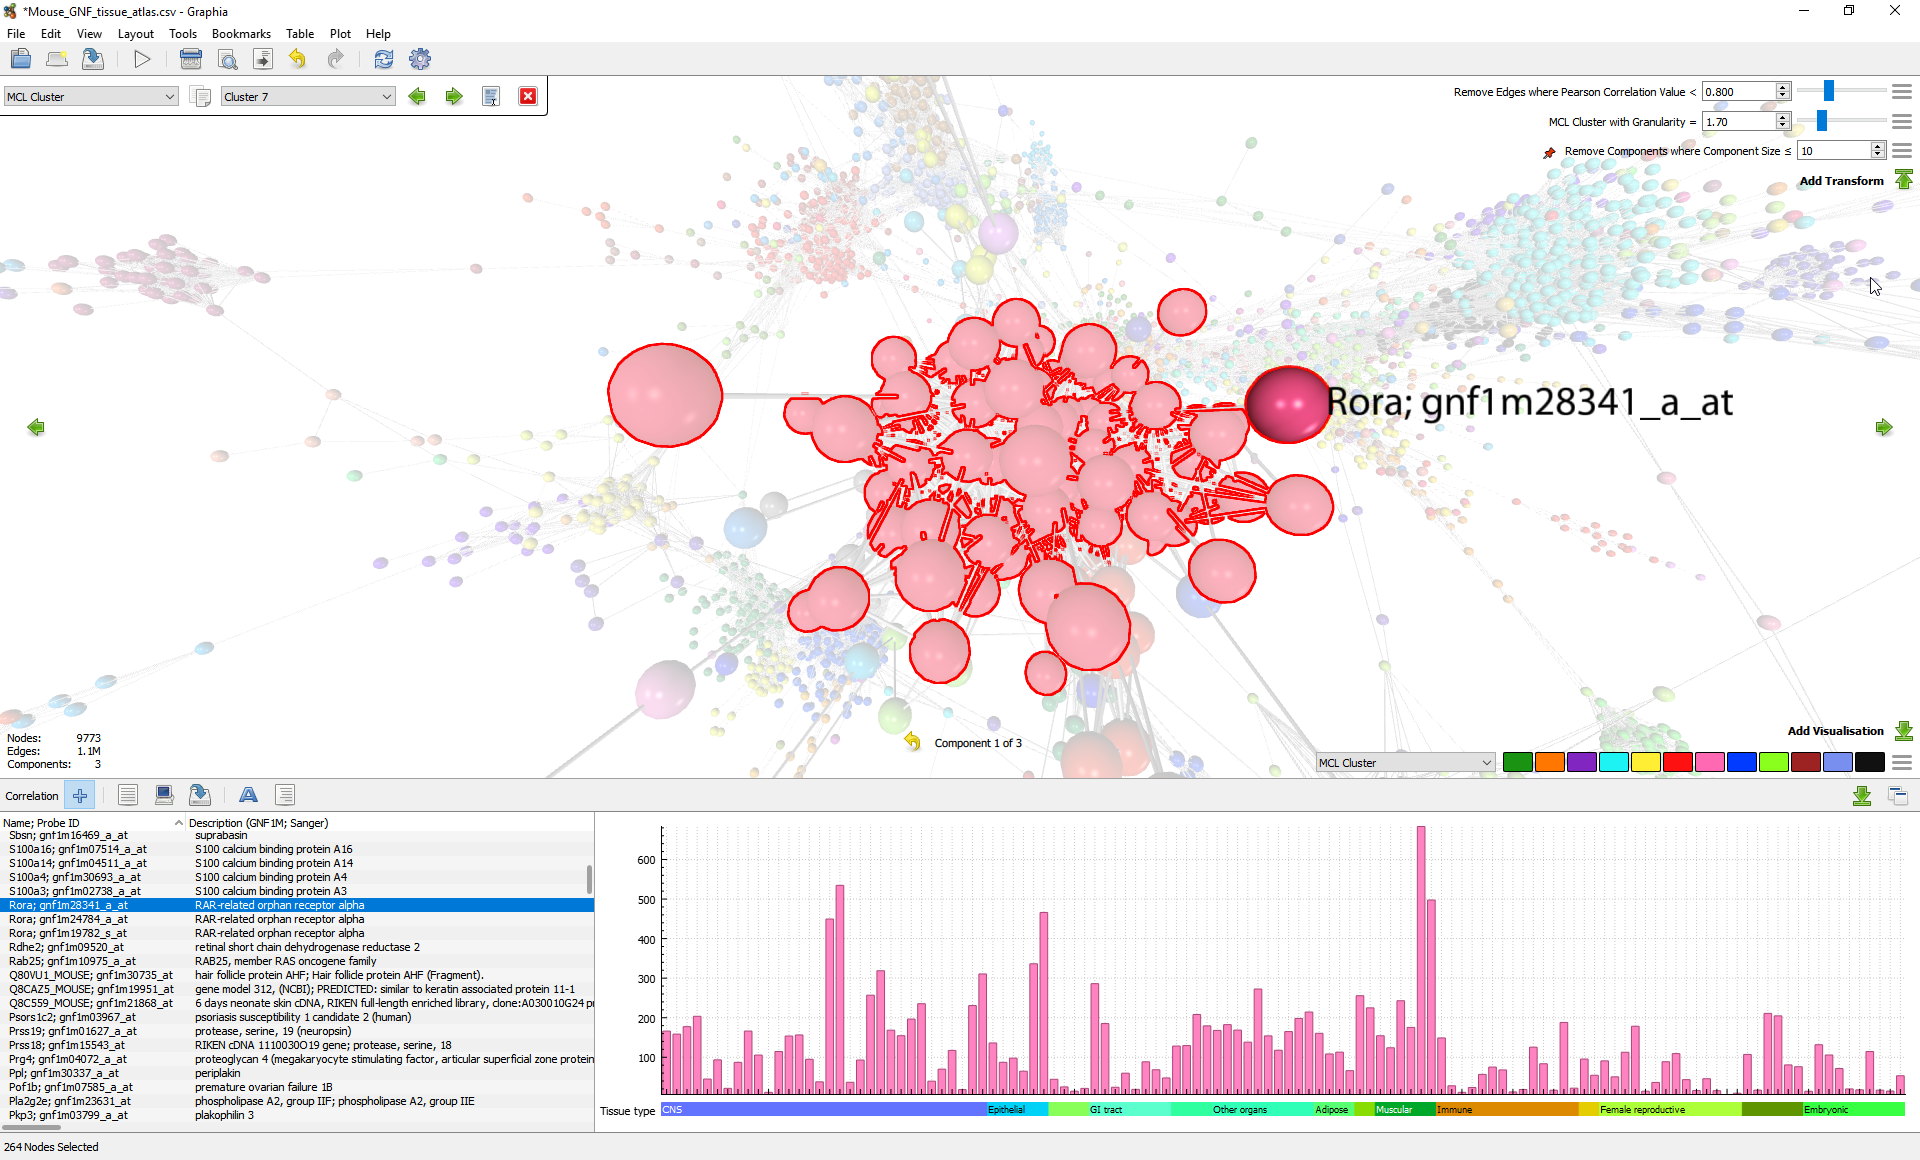 *Mouse_GNF_tissue_atlas.csv - Graphia
File Edit View Layout Tools Bookmarks Table Plot Help
MCL Cluster Cluster 7
Remove Edges where Pearson Correlation Value < 0.800
MCL Cluster with Granularity = 1.70
Remove Components where Component Size ≤ 10
Add Transform
Rora; gnf1m28341_a_at
Add Visualisation
Nodes: 9773
Edges: 1.1M
Components: 3
Component 1 of 3
MCL Cluster
Correlation
Name; Probe ID Description (GNF1M; Sanger)
Sbsn; gnf1m16469_a_at suprabasin
S100a16; gnf1m07514_a_at S100 calcium binding protein A16
S100a14; gnf1m04511_a_at S100 calcium binding protein A14
S100a4; gnf1m30693_a_at S100 calcium binding protein A4
S100a3; gnf1m02738_a_at S100 calcium binding protein A3
Rora; gnf1m28341_a_at RAR-related orphan receptor alpha
Rora; gnf1m24784_a_at RAR-related orphan receptor alpha
Rora; gnf1m19782_s_at RAR-related orphan receptor alpha
Rdhe2; gnf1m09520_at retinal short chain dehydrogenase reductase 2
Rab25; gnf1m10975_a_at RAB25, member RAS oncogene family
Q80VU1_MOUSE; gnf1m30735_at hair follicle protein AHF; Hair follicle protein AHF (Fragment).
Q8CAZ5_MOUSE; gnf1m19951_at gene model 312, (NCBI); PREDICTED: similar to keratin associated protein 11-1
Q8C559_MOUSE; gnf1m21868_at 6 days neonate skin cDNA, RIKEN full-length enriched library, clone:A030010G24 pr
Psors1c2; gnf1m03967_at psoriasis susceptibility 1 candidate 2 (human)
Prss19; gnf1m01627_a_at protease, serine, 19 (neuropsin)
Prss18; gnf1m15543_at RIKEN cDNA 1110030O19 gene; protease, serine, 18
Prg4; gnf1m04072_a_at proteoglycan 4 (megakaryocyte stimulating factor, articular superficial zone protein
Ppl; gnf1m30337_a_at periplakin
Pof1b; gnf1m07585_at premature ovarian failure 1B
Pla2g2e; gnf1m23631_at phospholipase A2, group IIF; phospholipase A2, group IIE
Pkp3; gnf1m03799_a_at plakophilin 3
600
500
400
300
200
100
Tissue type CNS Epithelial GI tract Other organs Adipose Muscular Immune Female reproductive Embryonic
264 Nodes Selected